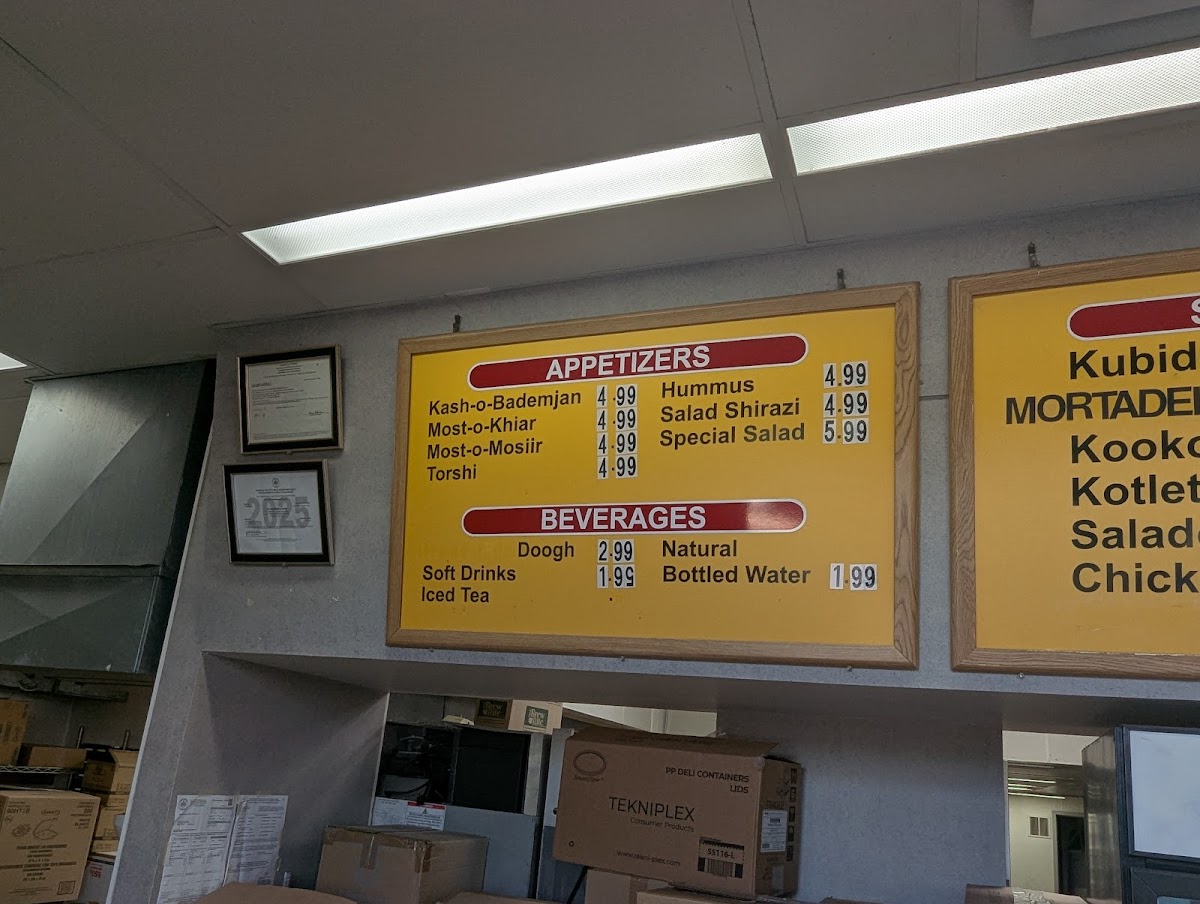 APPETIZERS
Kash-o-Bademjan 4.99
Most-o-Khiar 4.99
Most-o-Mosiir 4.99
Torshi 4.99
Hummus 4.99
Salad Shirazi 4.99
Special Salad 5.99
BEVERAGES
Doogh 2.99
Soft Drinks 1.99
Iced Tea
Natural
Bottled Water 1.99
S
Kubid
MORTADE
Kooko
Kotlet
Salad
Chick
2025
PP DELI CONTAINERS
LIDS
TEKNIPLEX
Consumer Products
SS116-L